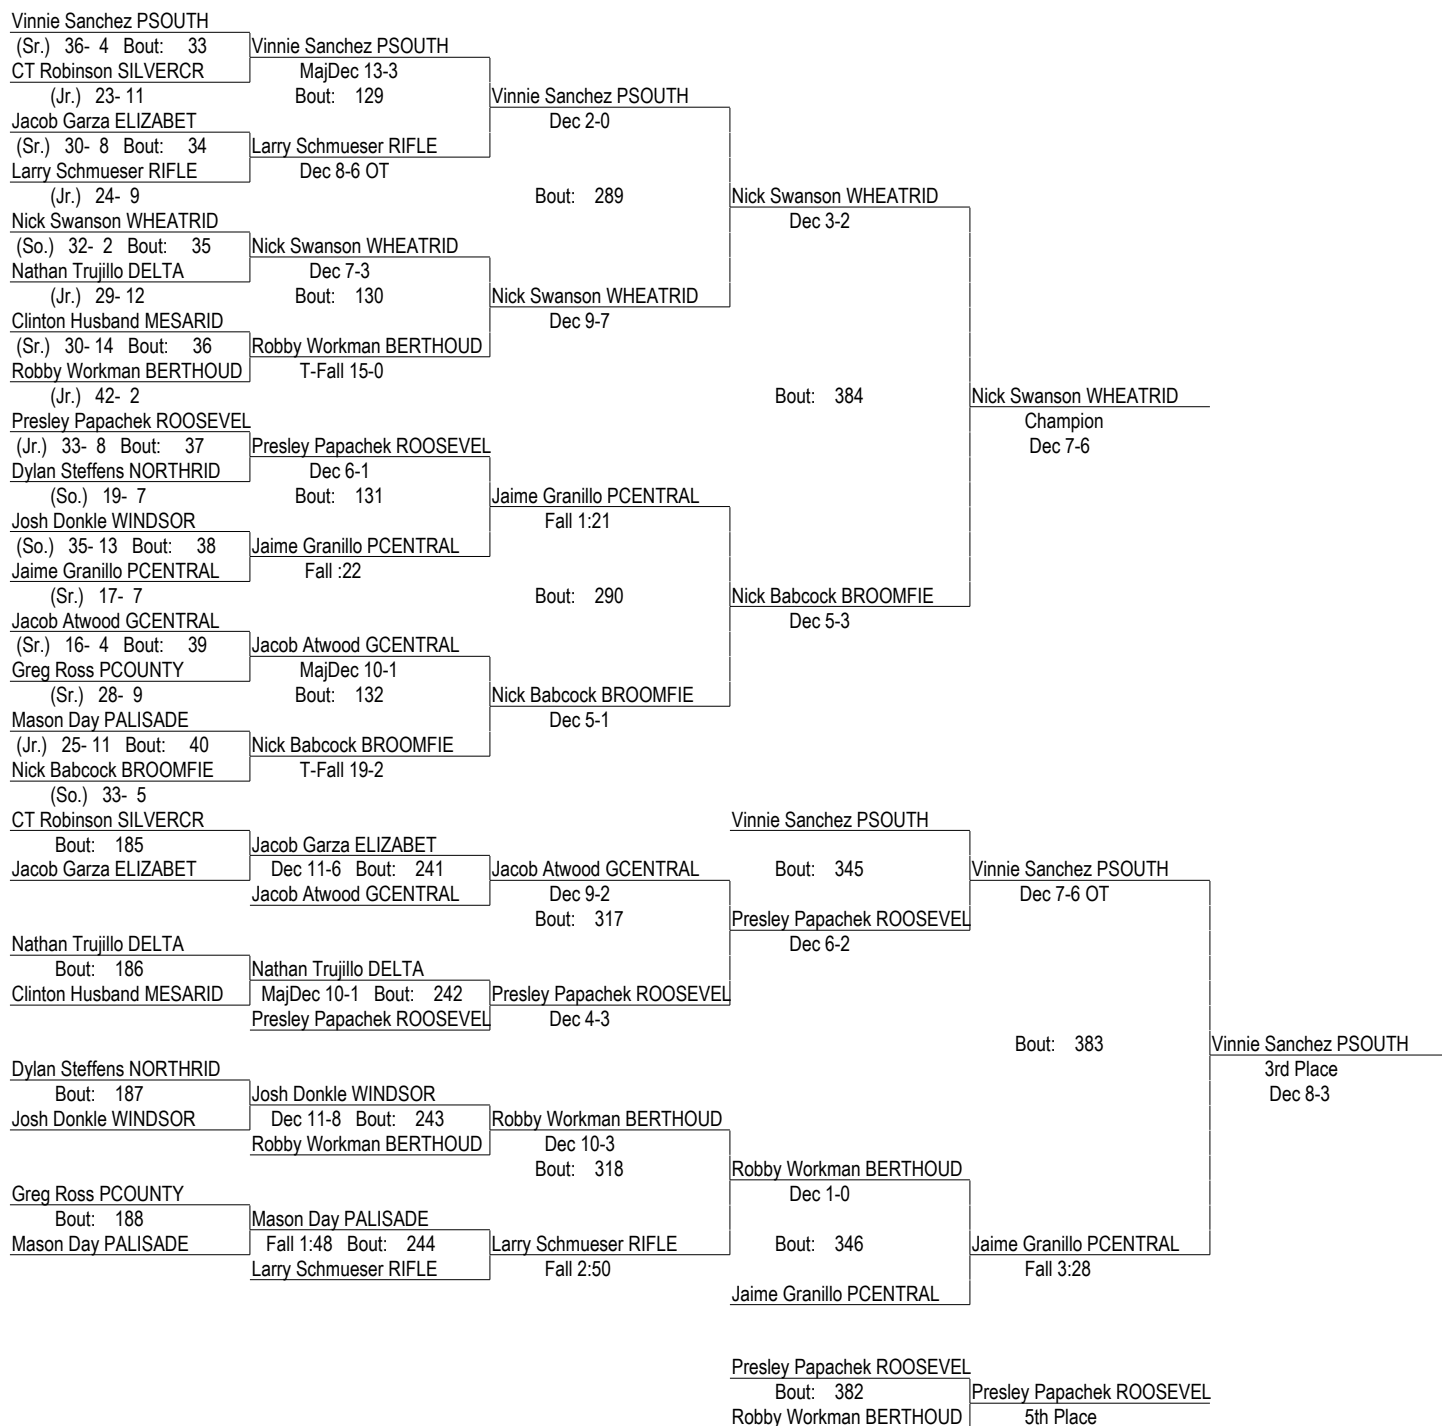 Vinnie Sanchez PSOUTH
(Sr.) 36- 4 Bout: 33 Vinnie Sanchez PSOUTH
CT Robinson SILVERCR MajDec 13-3
(Jr.) 23- 11 Bout: 129 Vinnie Sanchez PSOUTH
Jacob Garza ELIZABET Dec 2-0
(Sr.) 30- 8 Bout: 34 Larry Schmueser RIFLE
Larry Schmueser RIFLE Dec 8-6 OT
(Jr.) 24- 9 Bout: 289 Nick Swanson WHEATRID
Nick Swanson WHEATRID Dec 3-2
(So.) 32- 2 Bout: 35 Nick Swanson WHEATRID
Nathan Trujillo DELTA Dec 7-3
(Jr.) 29- 12 Bout: 130 Nick Swanson WHEATRID
Clinton Husband MESARID Dec 9-7
(Sr.) 30- 14 Bout: 36 Robby Workman BERTHOUD
Robby Workman BERTHOUD T-Fall 15-0
(Jr.) 42- 2 Bout: 384 Nick Swanson WHEATRID
Presley Papachek ROOSEVEL Champion
(Jr.) 33- 8 Bout: 37 Presley Papachek ROOSEVEL Dec 7-6
Dylan Steffens NORTHRID Dec 6-1
(So.) 19- 7 Bout: 131 Jaime Granillo PCENTRAL
Josh Donkle WINDSOR Fall 1:21
(So.) 35- 13 Bout: 38 Jaime Granillo PCENTRAL
Jaime Granillo PCENTRAL Fall :22
(Sr.) 17- 7 Bout: 290 Nick Babcock BROOMFIE
Jacob Atwood GCENTRAL Dec 5-3
(Sr.) 16- 4 Bout: 39 Jacob Atwood GCENTRAL
Greg Ross PCOUNTY MajDec 10-1
(Sr.) 28- 9 Bout: 132 Nick Babcock BROOMFIE
Mason Day PALISADE Dec 5-1
(Jr.) 25- 11 Bout: 40 Nick Babcock BROOMFIE
Nick Babcock BROOMFIE T-Fall 19-2
(So.) 33- 5
CT Robinson SILVERCR Vinnie Sanchez PSOUTH
Bout: 185 Jacob Garza ELIZABET
Jacob Garza ELIZABET Dec 11-6 Bout: 241 Jacob Atwood GCENTRAL Bout: 345 Vinnie Sanchez PSOUTH
Jacob Atwood GCENTRAL Dec 9-2 Dec 7-6 OT
Bout: 317 Presley Papachek ROOSEVEL
Nathan Trujillo DELTA Dec 6-2
Bout: 186 Nathan Trujillo DELTA
Clinton Husband MESARID MajDec 10-1 Bout: 242 Presley Papachek ROOSEVEL
Presley Papachek ROOSEVEL Dec 4-3
Bout: 383 Vinnie Sanchez PSOUTH
Dylan Steffens NORTHRID 3rd Place
Bout: 187 Josh Donkle WINDSOR Dec 8-3
Josh Donkle WINDSOR Dec 11-8 Bout: 243 Robby Workman BERTHOUD
Robby Workman BERTHOUD Dec 10-3
Bout: 318 Robby Workman BERTHOUD
Greg Ross PCOUNTY Dec 1-0
Bout: 188 Mason Day PALISADE
Mason Day PALISADE Fall 1:48 Bout: 244 Larry Schmueser RIFLE Bout: 346 Jaime Granillo PCENTRAL
Larry Schmueser RIFLE Fall 2:50 Fall 3:28
Jaime Granillo PCENTRAL
Presley Papachek ROOSEVEL
Bout: 382 Presley Papachek ROOSEVEL
Robby Workman BERTHOUD 5th Place